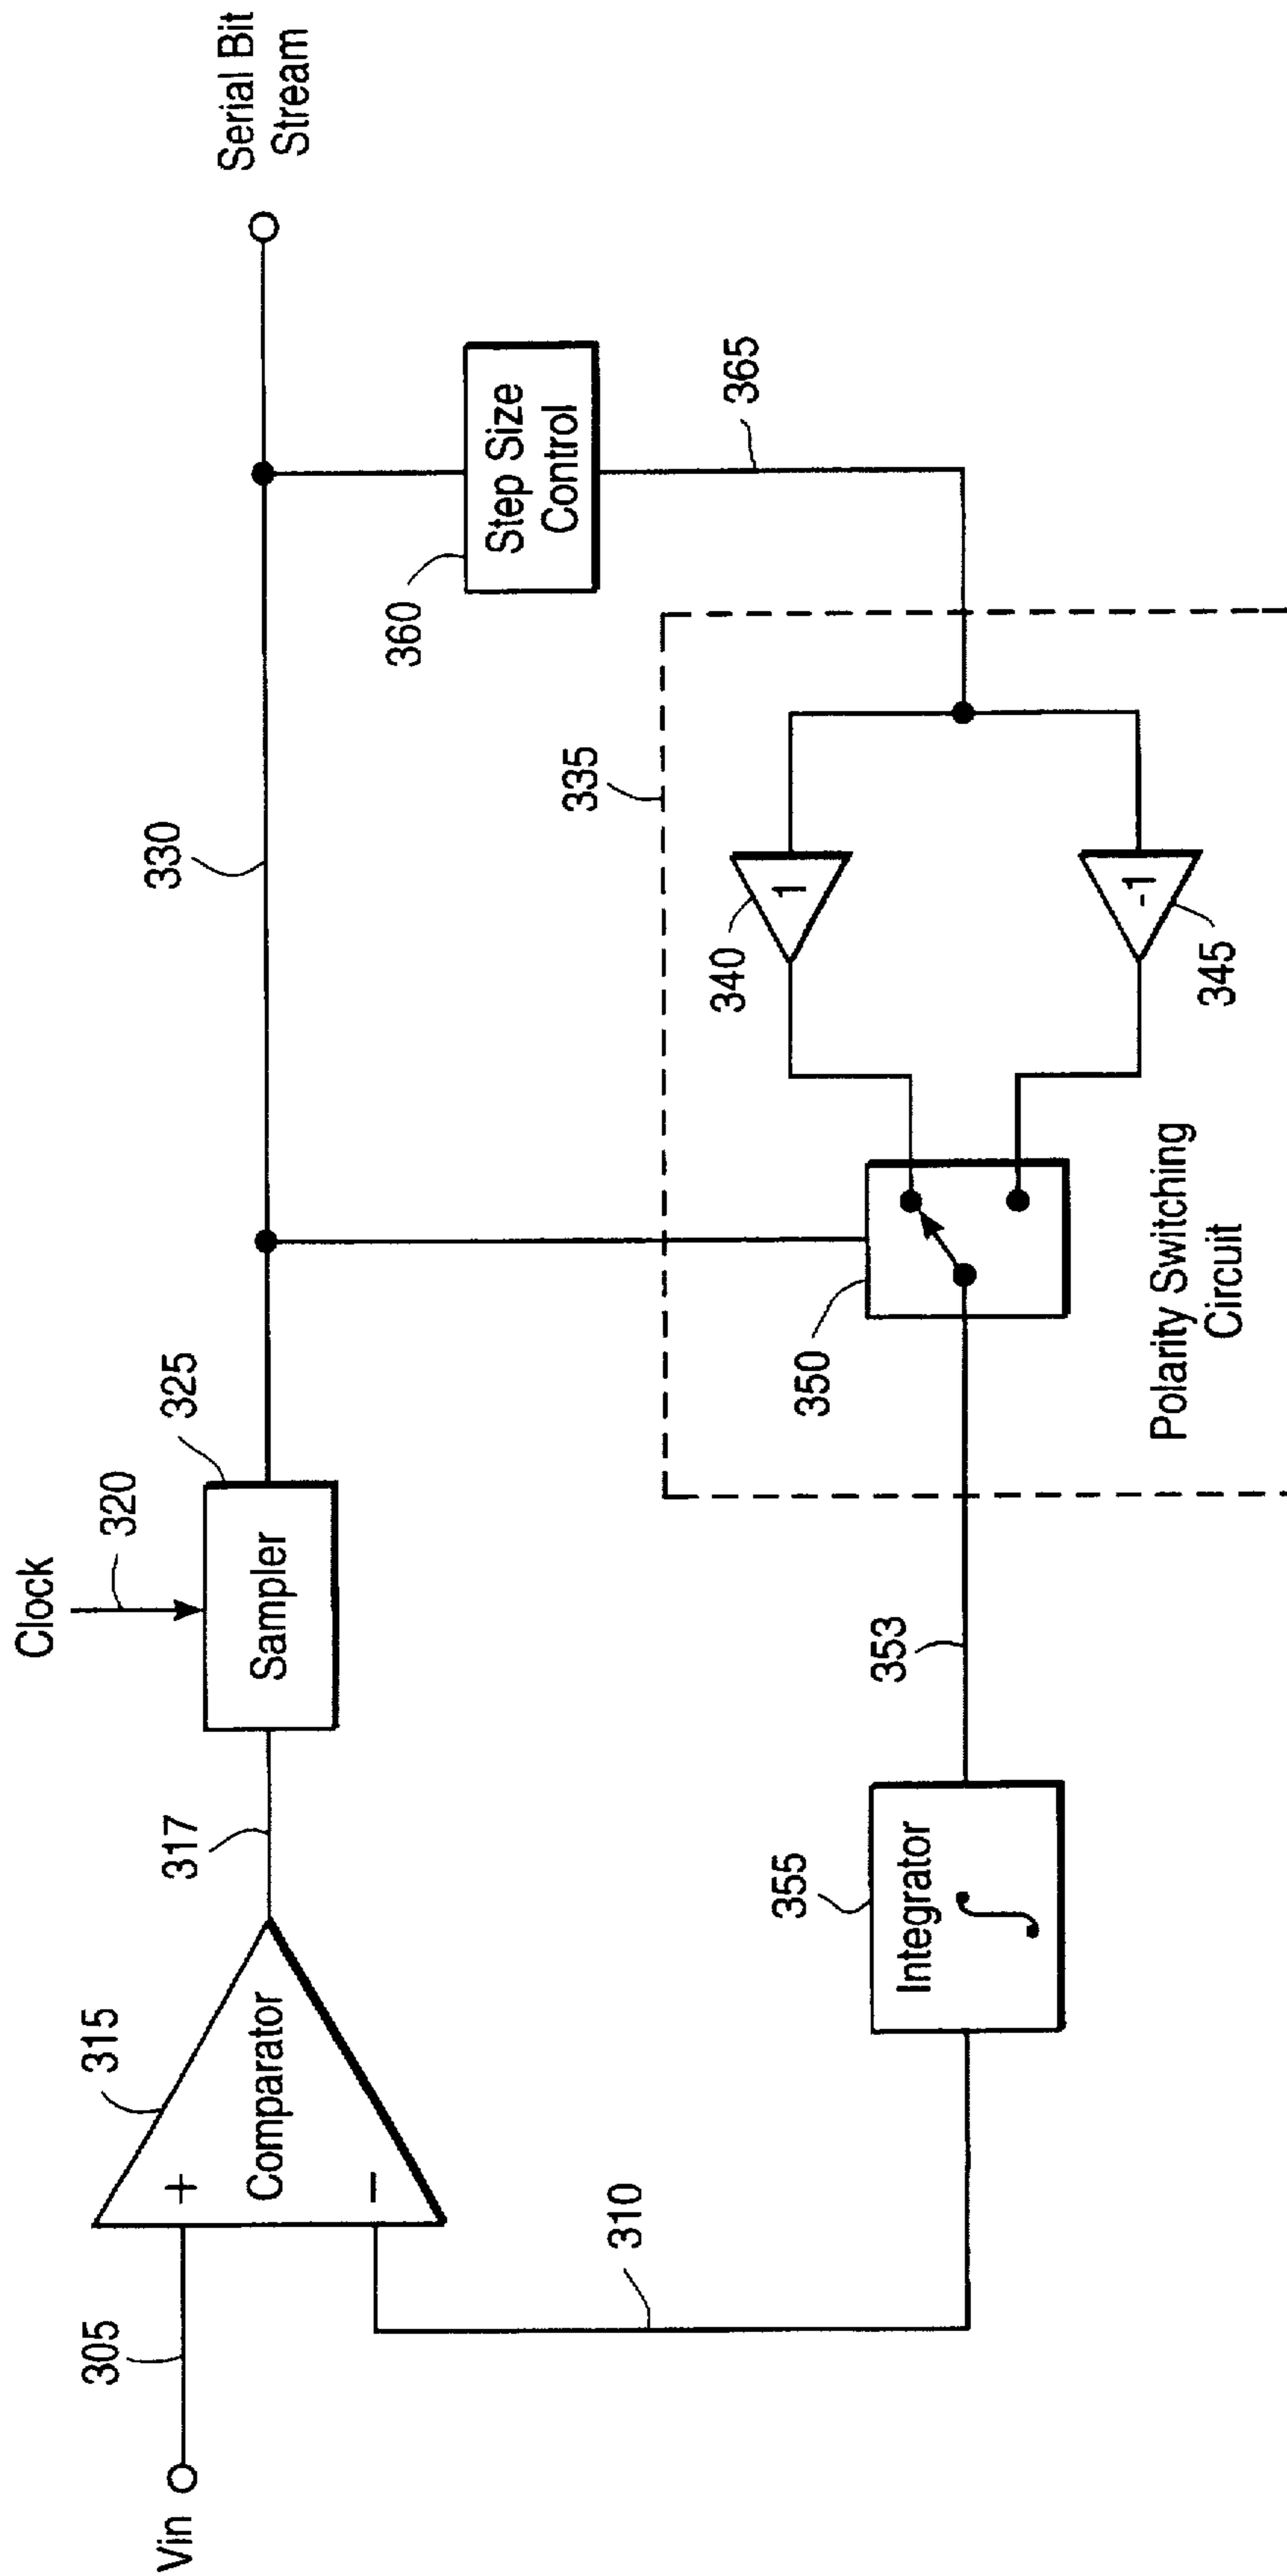 Clock
320
Vin
305
+
Comparator
−
315
317
Sampler
325
330
Serial Bit
Stream
310
Integrator
∫
355
353
350
335
340
1
345
-1
360
Step Size
Control
365
Polarity Switching
Circuit